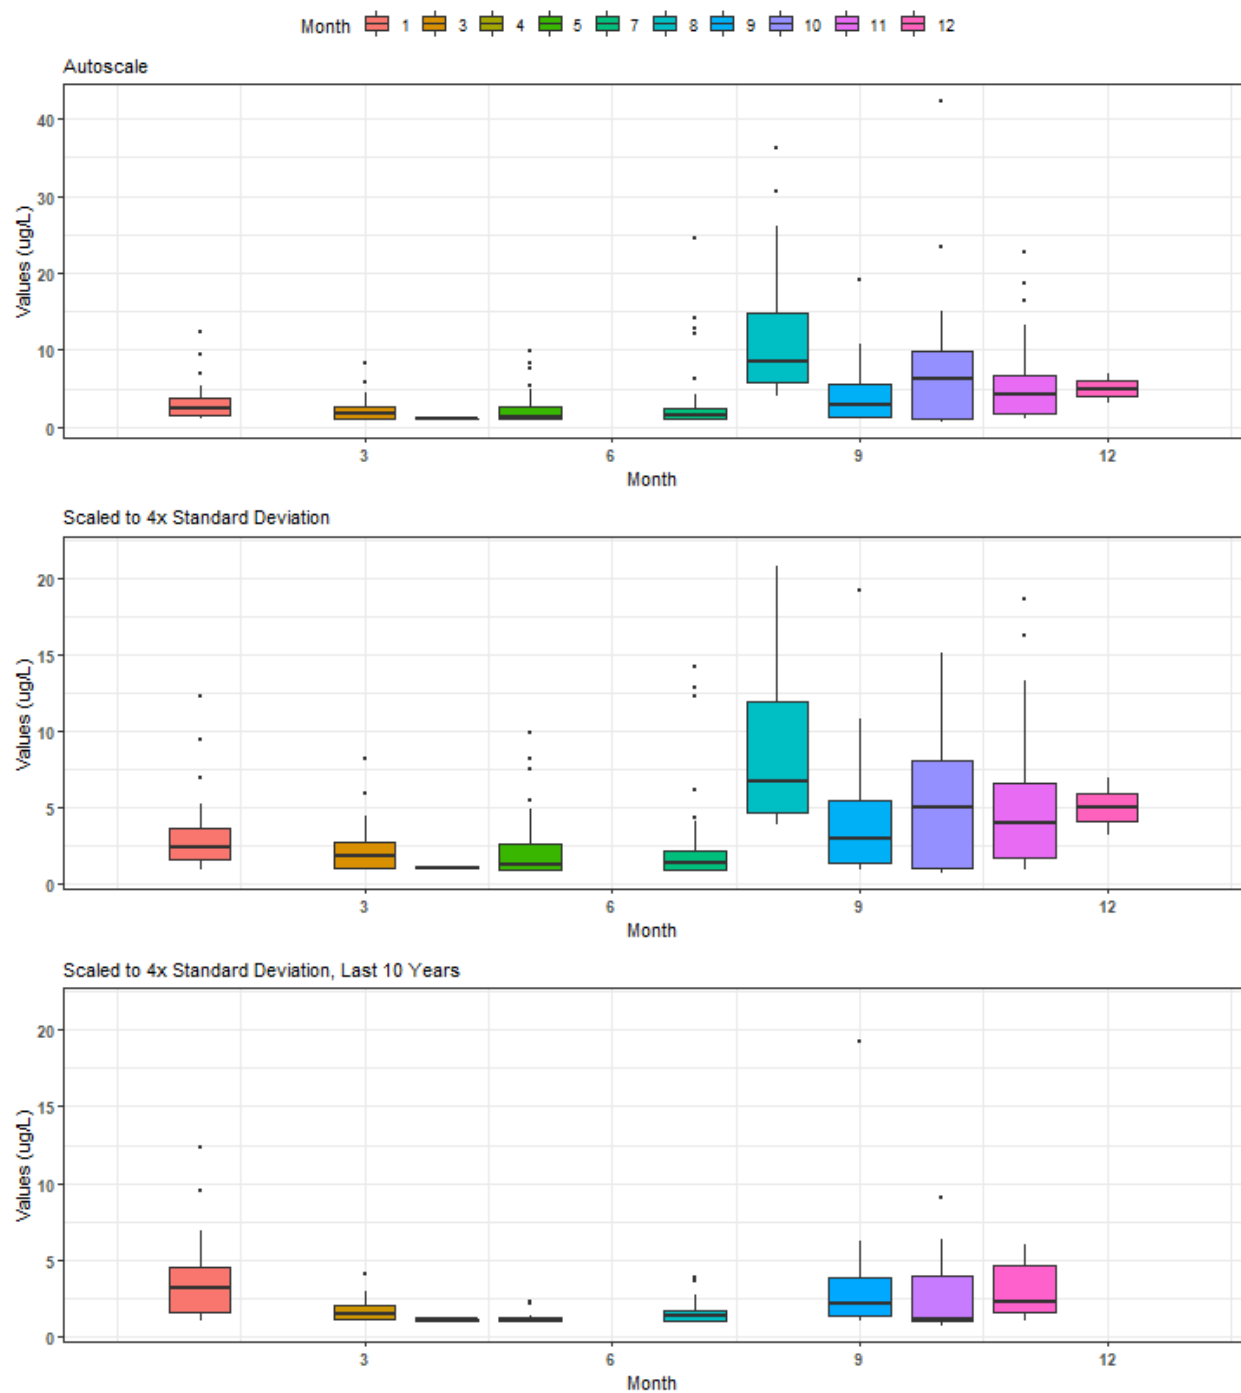 Month 1 3 4 5 7 8 9 10 11 12
Autoscale
Values (ug/L)
40
30
20
10
0
3 6 9 12
Month
Scaled to 4x Standard Deviation
Values (ug/L)
20
15
10
5
0
3 6 9 12
Month
Scaled to 4x Standard Deviation, Last 10 Years
Values (ug/L)
20
15
10
5
0
3 6 9 12
Month